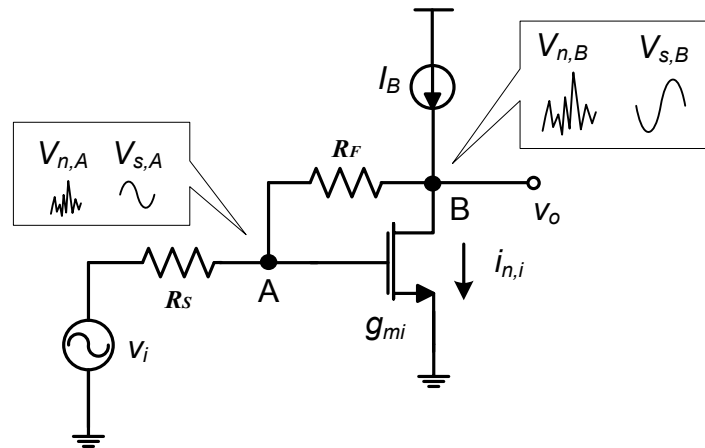 V_{n,B} V_{s,B}
I_B
V_{n,A} V_{s,A}
R_F
B
v_o
A
i_{n,i}
R_S
g_{mi}
v_i